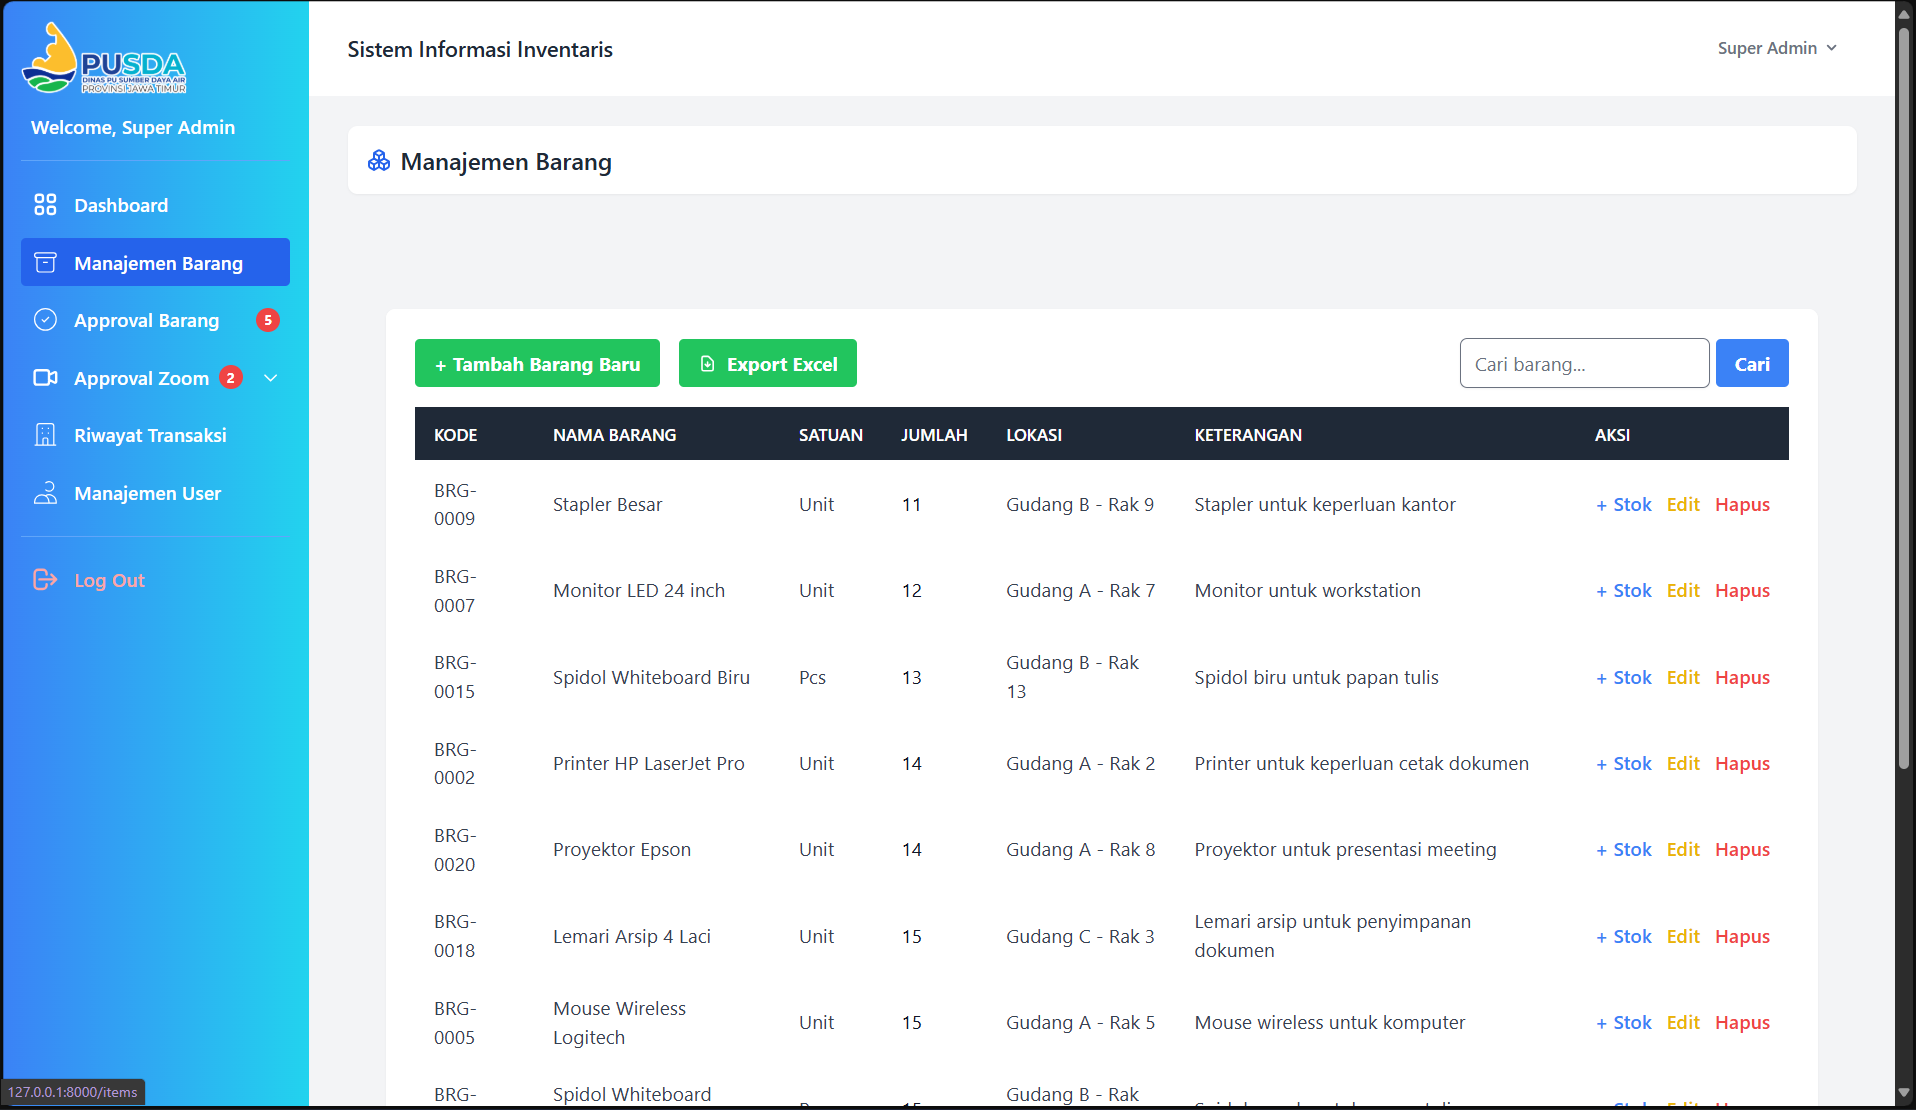 PUSDA
DINAS PU SUMBER DAYA AIR
PROVINSI JAWA TIMUR
Welcome, Super Admin
Dashboard
Manajemen Barang
Approval Barang 5
Approval Zoom 2
Riwayat Transaksi
Manajemen User
Log Out
Sistem Informasi Inventaris
Super Admin
Manajemen Barang
+ Tambah Barang Baru
Export Excel
Cari barang...
Cari
KODE NAMA BARANG SATUAN JUMLAH LOKASI KETERANGAN AKSI
BRG-
0009 Stapler Besar Unit 11 Gudang B - Rak 9 Stapler untuk keperluan kantor + Stok Edit Hapus
BRG-
0007 Monitor LED 24 inch Unit 12 Gudang A - Rak 7 Monitor untuk workstation + Stok Edit Hapus
BRG-
0015 Spidol Whiteboard Biru Pcs 13 Gudang B - Rak
13 Spidol biru untuk papan tulis + Stok Edit Hapus
BRG-
0002 Printer HP LaserJet Pro Unit 14 Gudang A - Rak 2 Printer untuk keperluan cetak dokumen + Stok Edit Hapus
BRG-
0020 Proyektor Epson Unit 14 Gudang A - Rak 8 Proyektor untuk presentasi meeting + Stok Edit Hapus
BRG-
0018 Lemari Arsip 4 Laci Unit 15 Gudang C - Rak 3 Lemari arsip untuk penyimpanan
dokumen + Stok Edit Hapus
BRG-
0005 Mouse Wireless
Logitech Unit 15 Gudang A - Rak 5 Mouse wireless untuk komputer + Stok Edit Hapus
BRG- Spidol Whiteboard Gudang B - Rak
127.0.0.1:8000/items